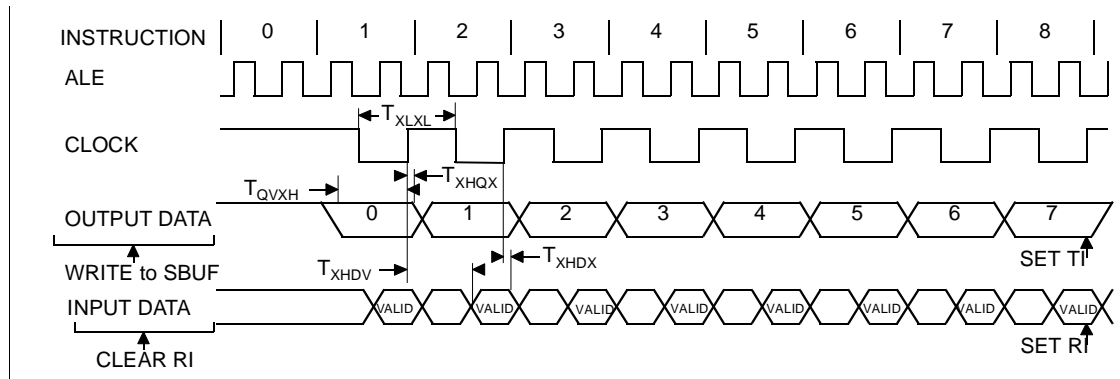 INSTRUCTION 0 1 2 3 4 5 6 7 8
ALE
TXLXL
CLOCK
TXHQX
TQVXH
OUTPUT DATA 0 1 2 3 4 5 6 7
WRITE to SBUF SET TI
TXHDV TXHDX
INPUT DATA VALID VALID VALID VALID VALID VALID VALID VALID
CLEAR RI SET RI